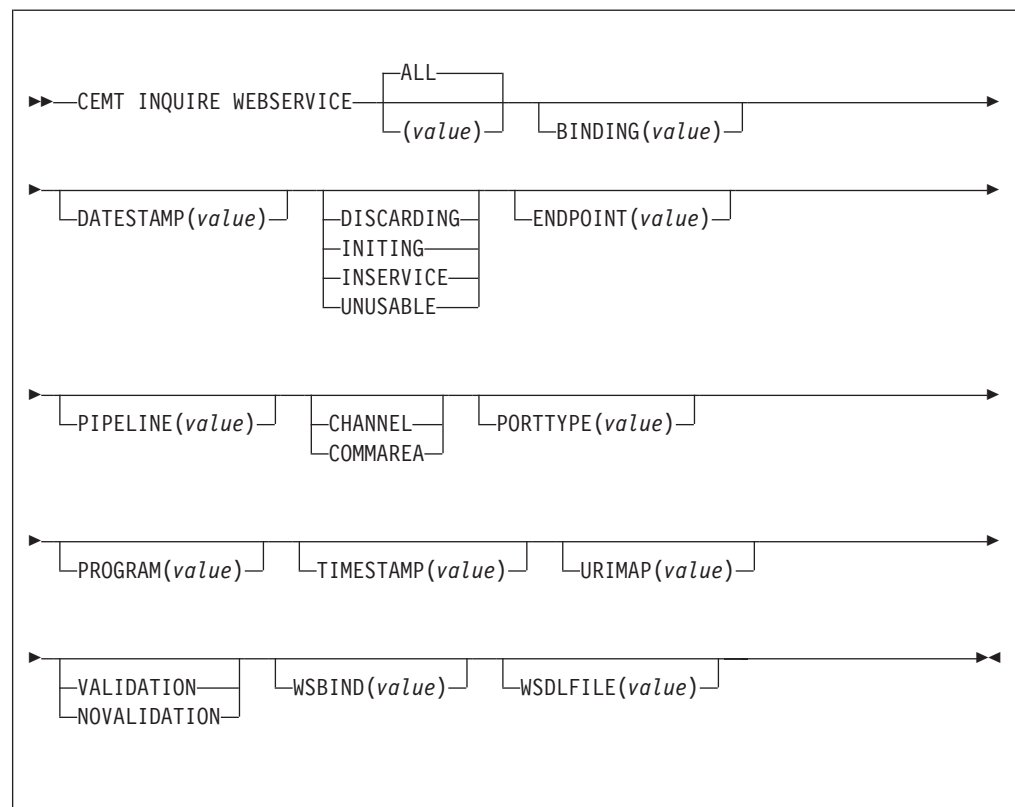 ALL
CEMT INQUIRE WEBSERVICE
(value)
BINDING(value)
DATESTAMP(value)
DISCARDING
INITING
INSERVICE
UNUSABLE
ENDPOINT(value)
PIPELINE(value)
CHANNEL
COMMAREA
PORTTYPE(value)
PROGRAM(value)
TIMESTAMP(value)
URIMAP(value)
VALIDATION
NOVALIDATION
WSBIND(value)
WSDLFILE(value)